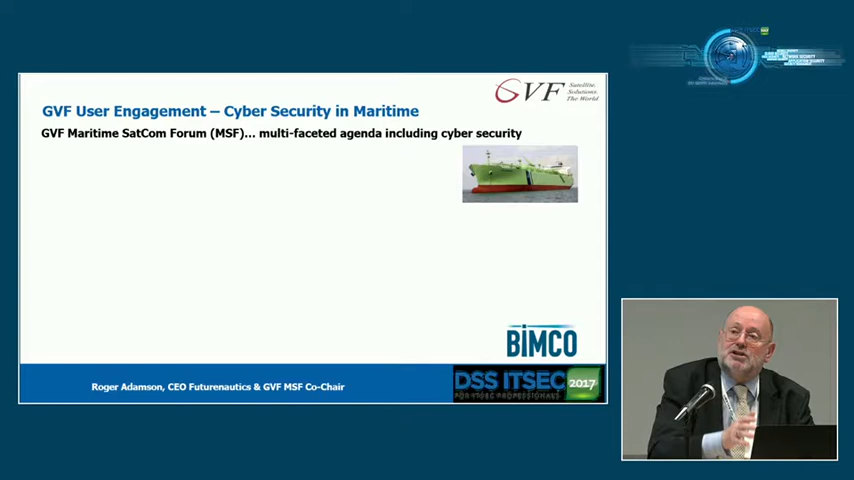 DSS ITSEC
GVF
Satellite.
Solutions
The World
GVF User Engagement – Cyber Security in Maritime
GVF Maritime SatCom Forum (MSF)... multi-faceted agenda including cyber security
BIMCO
Roger Adamson, CEO Futurenautics & GVF MSF Co-Chair
DSS ITSEC 2017
FOR ITSEC PROFESSIONALS